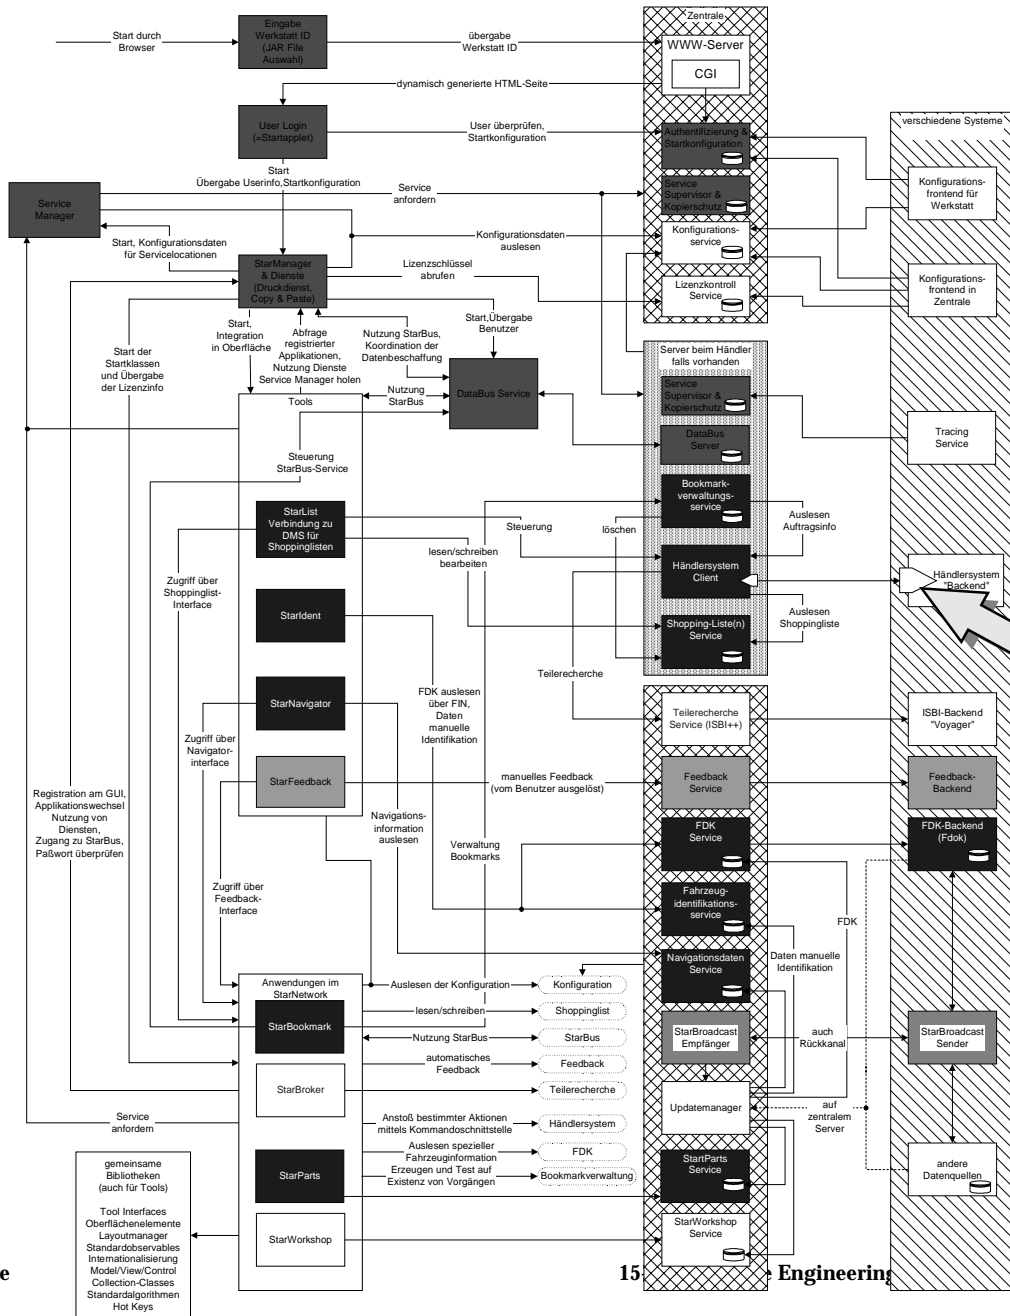 Zentrale
Eingabe
Werkstatt ID
(JAR File
Auswahl)
Start durch
Browser
übergabe
Werkstatt ID
WWW-Server
CGI
dynamisch generierte HTML-Seite
verschiedene Systeme
User Login
(=Startapplet)
User überprüfen,
Startkonfiguration
Authentifizierung &
Startkonfiguration
Start
Übergabe Userinfo,Startkonfiguration
Service
Manager
Service
anfordern
Service
Supervisor &
Kopierschutz
Konfigurations-
frontend für
Werkstatt
Start, Konfigurationsdaten
für Servicelocationen
Konfigurationsdaten
auslesen
Konfigurations-
service
StarManager
& Dienste
(Druckdienst,
Copy & Paste)
Lizenzschlüssel
abrufen
Lizenzkontroll
Service
Konfigurations-
frontend in
Zentrale
Start,
Integration
in Oberfläche
Abfrage
registrierter
Applikationen,
Nutzung Dienste
Service Manager holen
Nutzung StarBus,
Koordination der
Datenbeschaffung
Start,Übergabe
Benutzer
Start der
Startklassen
und Übergabe
der Lizenzinfo
Server beim Händler
falls vorhanden
Tools
Nutzung
StarBus
DataBus Service
Service
Supervisor &
Kopierschutz
Tracing
Service
Steuerung
StarBus-Service
DataBus
Server
StarList
Verbindung zu
DMS für
Shoppinglisten
Steuerung
löschen
Bookmark-
verwaltungs-
service
Auslesen
Auftragsinfo
lesen/schreiben
bearbeiten
Händlersystem
Client
Händlersystem
"Backend"
Zugriff über
Shoppinglist-
Interface
StarIdent
Auslesen
Shoppingliste
Shopping-Liste(n)
Service
Teilerecherche
FDK auslesen
über FIN,
Daten
manuelle
Identifikation
StarNavigator
Teilerecherche
Service (ISBI++)
ISBI-Backend
"Voyager"
Zugriff über
Navigator-
interface
StarFeedback
manuelles Feedback
(vom Benutzer ausgelöst)
Feedback
Service
Feedback-
Backend
Registration am GUI,
Applikationswechsel
Nutzung von
Diensten,
Zugang zu StarBus,
Paßwort überprüfen
Navigations-
information
auslesen
Verwaltung
Bookmarks
FDK
Service
FDK-Backend
(Fdok)
Zugriff über
Feedback-
Interface
Fahrzeug-
identifikations-
service
FDK
Navigationsdaten
Service
Daten manuelle
Identifikation
Anwendungen im
StarNetwork
Auslesen der Konfiguration
Konfiguration
StarBookmark
lesen/schreiben
Shoppinglist
Nutzung StarBus
StarBus
StarBroadcast
Empfänger
auch
Rückkanal
StarBroadcast
Sender
automatisches
Feedback
Feedback
StarBroker
Teilerecherche
Updatemanager
auf
zentralem
Server
Service
anfordern
Anstoß bestimmter Aktionen
mittels Kommandoschnittstelle
Händlersystem
Auslesen spezieller
Fahrzeuginformation
FDK
StarParts
Erzeugen und Test auf
Existenz von Vorgängen
Bookmarkverwaltung
StartParts
Service
andere
Datenquellen
gemeinsame
Bibliotheken
(auch für Tools)
Tool Interfaces
Oberflächenelemente
Layoutmanager
Standardobservables
Internationalisierung
Model/View/Control
Collection-Classes
Standardalgorithmen
Hot Keys
StarWorkshop
StarWorkshop
Service
e
15
e Engineering